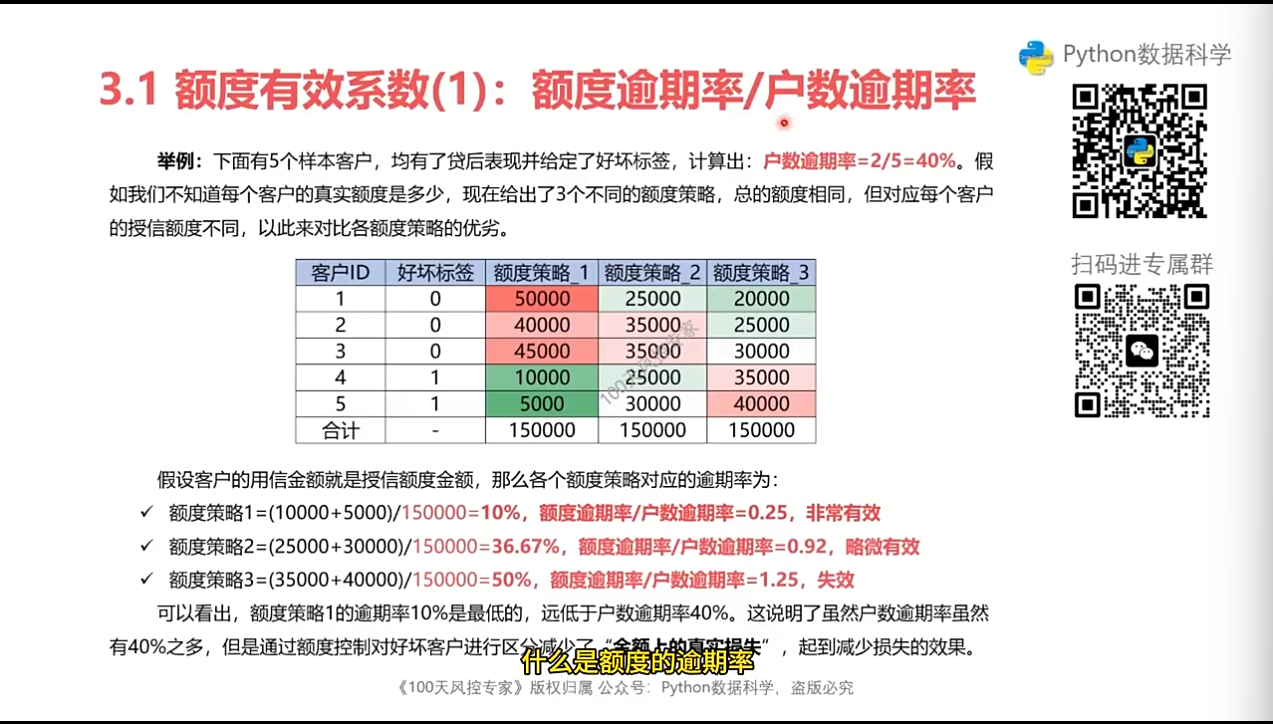 Python数据科学
3.1 额度有效系数(1)：额度逾期率/户数逾期率
举例：下面有5个样本客户，均有了贷后表现并给定了好坏标签，计算出：户数逾期率=2/5=40%。假
如我们不知道每个客户的真实额度是多少，现在给出了3个不同的额度策略，总的额度相同，但对应每个客户
的授信额度不同，以此来对比各额度策略的优劣。
扫码进专属群
客户ID 好坏标签 额度策略_1 额度策略_2 额度策略_3
1 0 50000 25000 20000
2 0 40000 35000 25000
3 0 45000 35000 30000
4 1 10000 25000 35000
5 1 5000 30000 40000
合计 - 150000 150000 150000
假设客户的用信金额就是授信额度金额，那么各个额度策略对应的逾期率为：
✓ 额度策略1=(10000+5000)/150000=10%，额度逾期率/户数逾期率=0.25，非常有效
✓ 额度策略2=(25000+30000)/150000=36.67%，额度逾期率/户数逾期率=0.92，略微有效
✓ 额度策略3=(35000+40000)/150000=50%，额度逾期率/户数逾期率=1.25，失效
可以看出，额度策略1的逾期率10%是最低的，远低于户数逾期率40%。这说明了虽然户数逾期率虽然
有40%之多，但是通过额度控制对好坏客户进行区分减少了“金额上的真实损失”，起到减少损失的效果。
什么是额度的逾期率
《100天风控专家》版权归属 公众号：Python数据科学，盗版必究